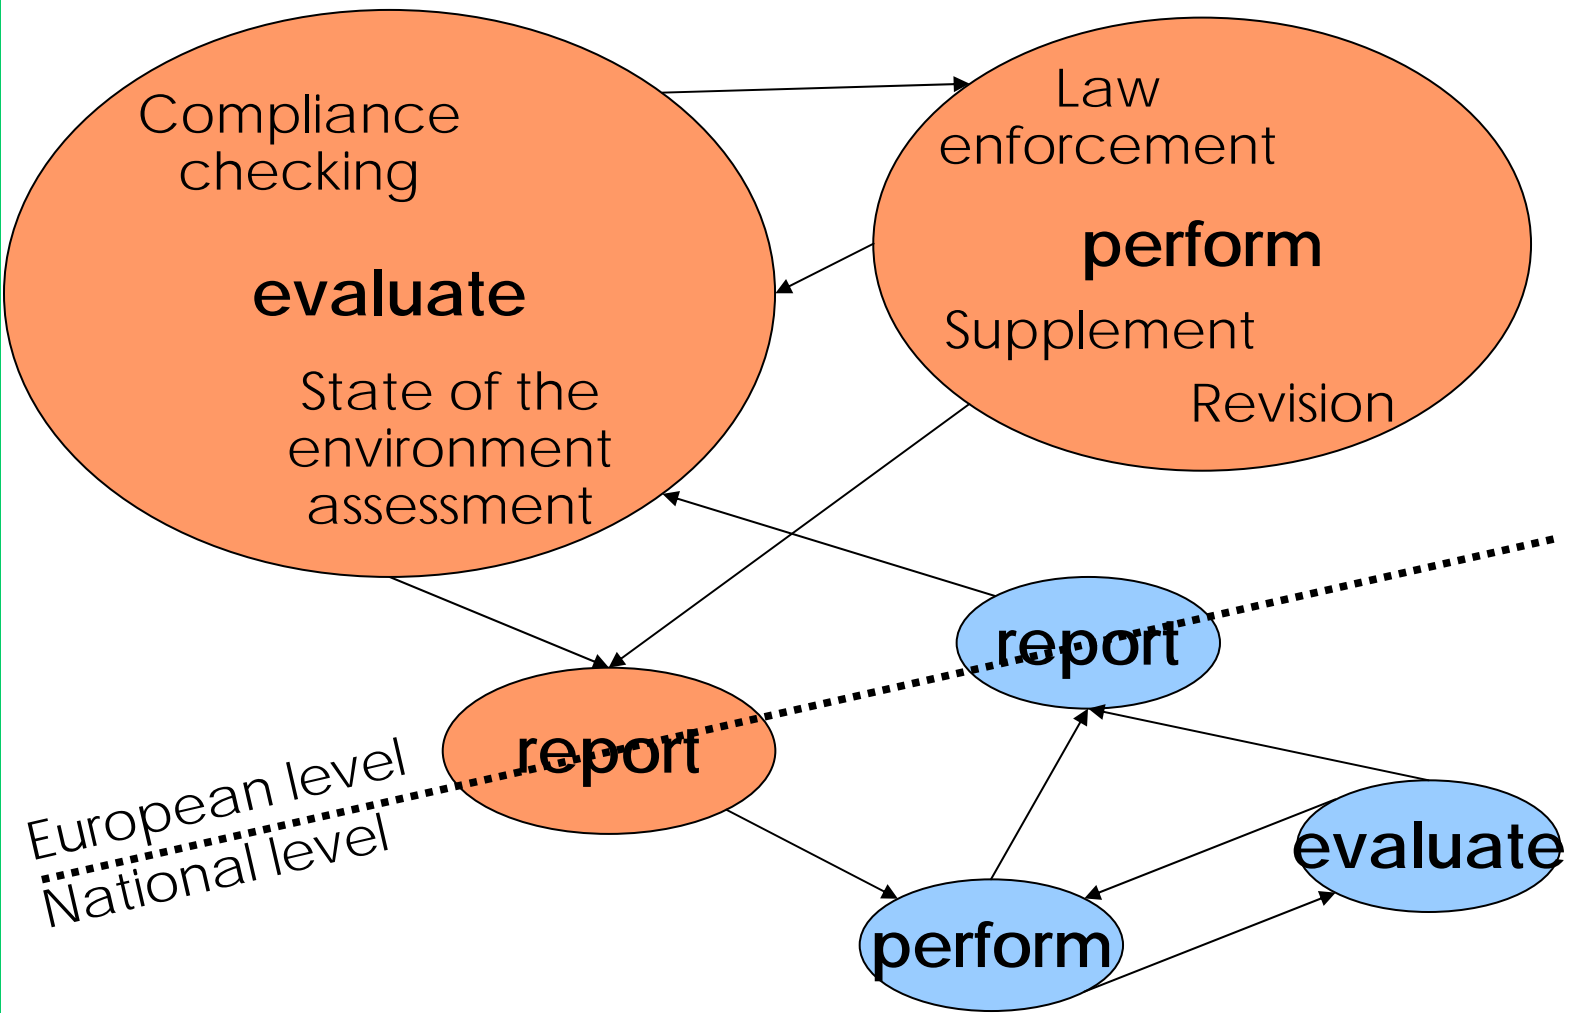 Compliance
checking
evaluate
State of the
environment
assessment
Law
enforcement
perform
Supplement
Revision
report
report
European level
National level
evaluate
perform